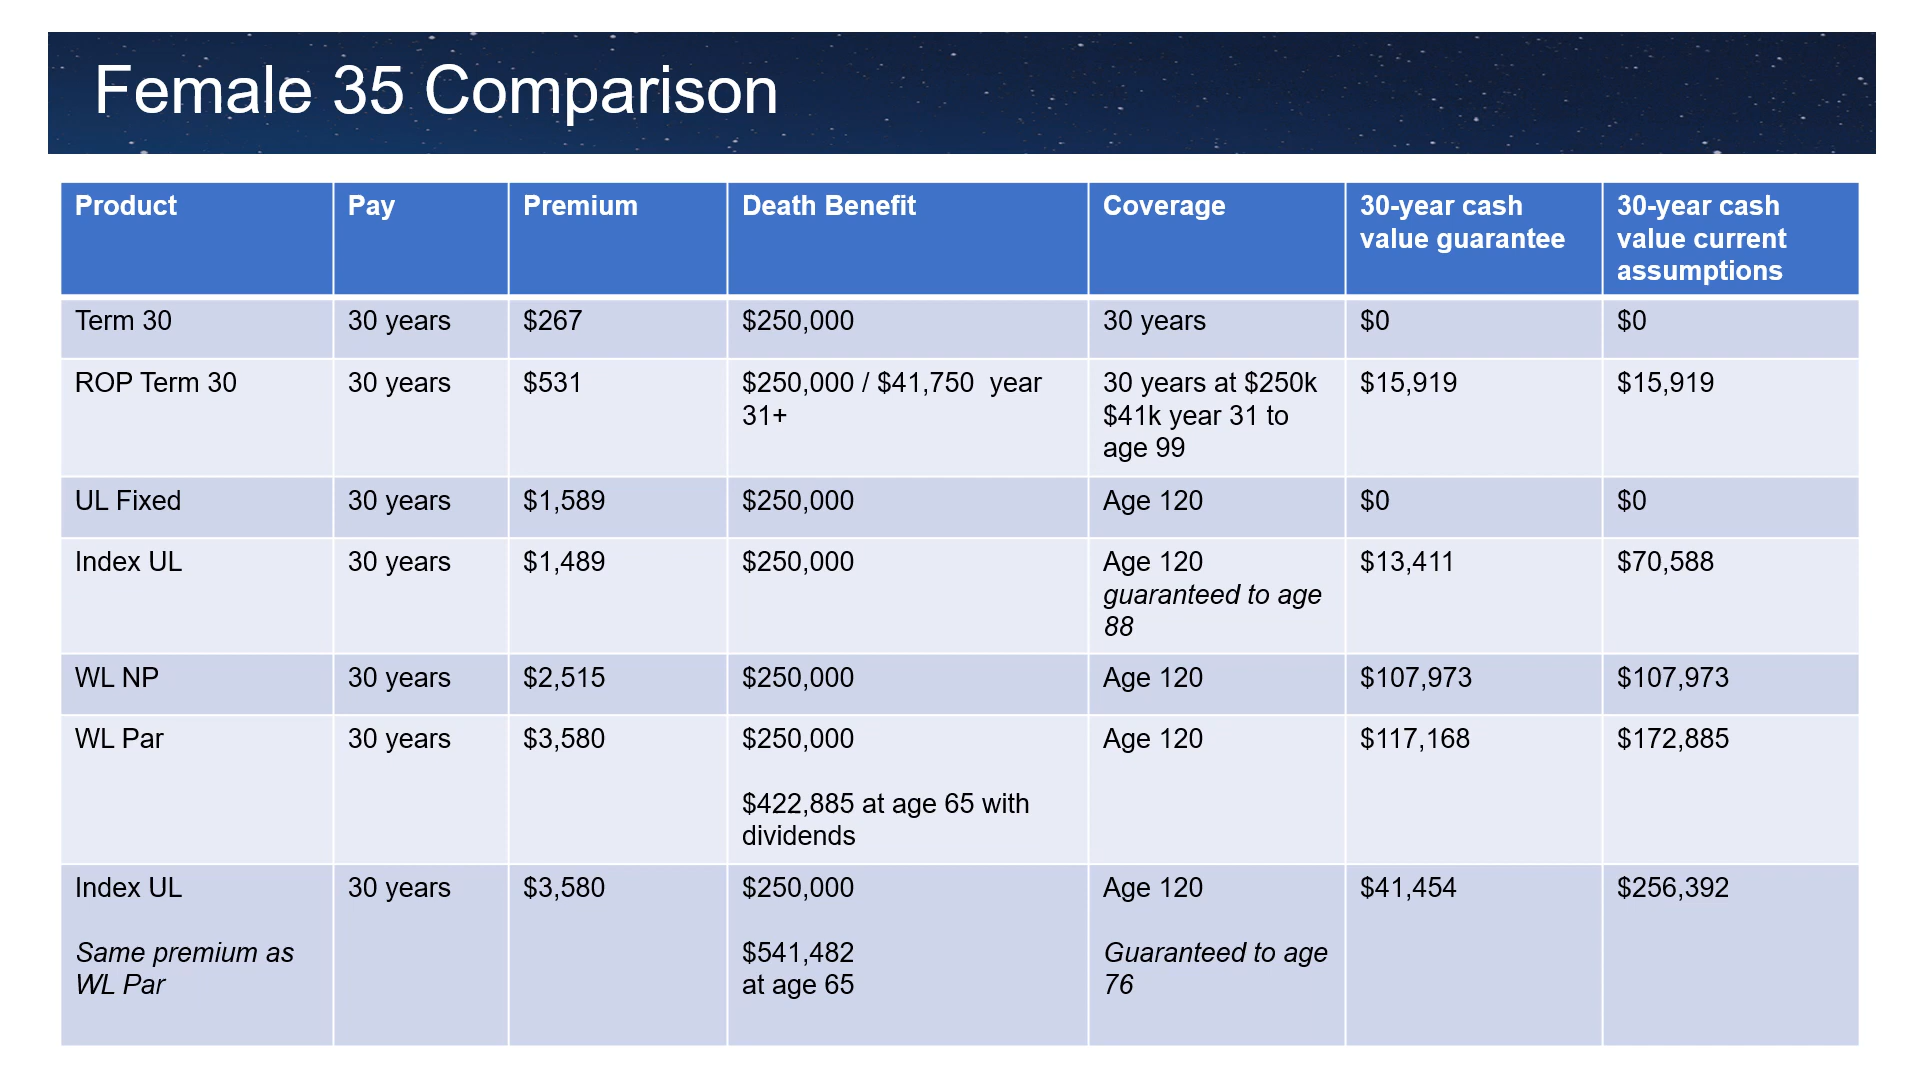 Female 35 Comparison
Product
Pay
Premium
Death Benefit
Coverage
30-year cash
value guarantee
30-year cash
value current
assumptions
Term 30
30 years
$267
$250,000
30 years
$0
$0
ROP Term 30
30 years
$531
$250,000 / $41,750  year
31+
30 years at $250k
$41k year 31 to
age 99
$15,919
$15,919
UL Fixed
30 years
$1,589
$250,000
Age 120
$0
$0
Index UL
30 years
$1,489
$250,000
Age 120
guaranteed to age
88
$13,411
$70,588
WL NP
30 years
$2,515
$250,000
Age 120
$107,973
$107,973
WL Par
30 years
$3,580
$250,000
$422,885 at age 65 with
dividends
Age 120
$117,168
$172,885
Index UL
Same premium as
WL Par
30 years
$3,580
$250,000
$541,482
at age 65
Age 120
Guaranteed to age
76
$41,454
$256,392